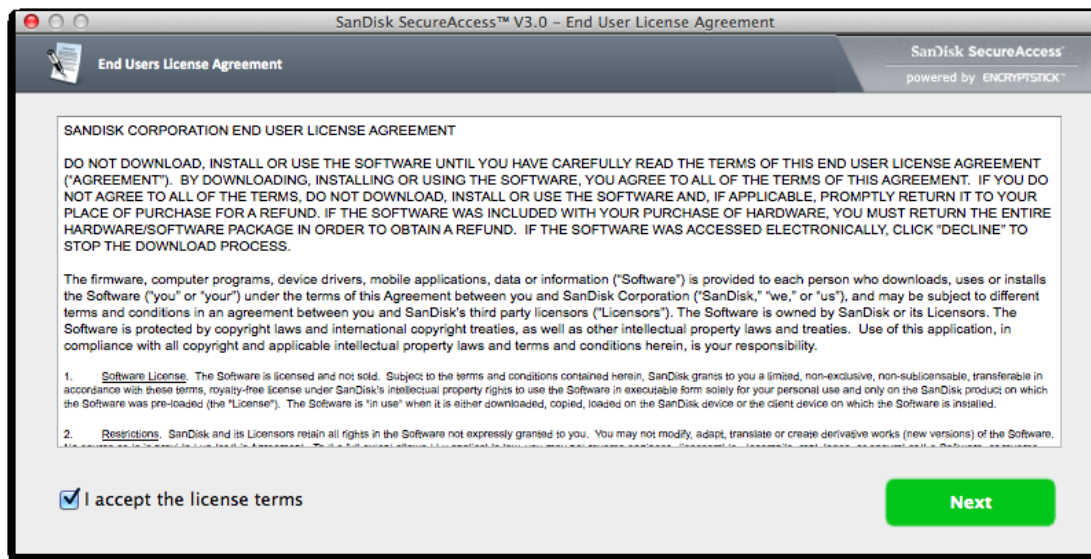 SanDisk SecureAccess™ V3.0 – End User License Agreement
End Users License Agreement
SanDisk SecureAccess™
powered by ENCRYPTSTICK™
SANDISK CORPORATION END USER LICENSE AGREEMENT
DO NOT DOWNLOAD, INSTALL OR USE THE SOFTWARE UNTIL YOU HAVE CAREFULLY READ THE TERMS OF THIS END USER LICENSE AGREEMENT
("AGREEMENT").  BY DOWNLOADING, INSTALLING OR USING THE SOFTWARE, YOU AGREE TO ALL OF THE TERMS OF THIS AGREEMENT.  IF YOU DO
NOT AGREE TO ALL OF THE TERMS, DO NOT DOWNLOAD, INSTALL OR USE THE SOFTWARE AND, IF APPLICABLE, PROMPTLY RETURN IT TO YOUR
PLACE OF PURCHASE FOR A REFUND. IF THE SOFTWARE WAS INCLUDED WITH YOUR PURCHASE OF HARDWARE, YOU MUST RETURN THE ENTIRE
HARDWARE/SOFTWARE PACKAGE IN ORDER TO OBTAIN A REFUND.  IF THE SOFTWARE WAS ACCESSED ELECTRONICALLY, CLICK "DECLINE" TO
STOP THE DOWNLOAD PROCESS.
The firmware, computer programs, device drivers, mobile applications, data or information ("Software") is provided to each person who downloads, uses or installs
the Software ("you" or "your") under the terms of this Agreement between you and SanDisk Corporation ("SanDisk," "we," or "us"), and may be subject to different
terms and conditions in an agreement between you and SanDisk's third party licensors ("Licensors"). The Software is owned by SanDisk or its Licensors. The
Software is protected by copyright laws and international copyright treaties, as well as other intellectual property laws and treaties.  Use of this application, in
compliance with all copyright and applicable intellectual property laws and terms and conditions herein, is your responsibility.
1. Software License.  The Software is licensed and not sold.  Subject to the terms and conditions contained herein, SanDisk grants to you a limited, non-exclusive, non-sublicensable, transferable in
accordance with these terms, royalty-free license under SanDisk's intellectual property rights to use the Software in executable form solely for your personal use and only on the SanDisk product on which
the Software was pre-loaded (the "License").  The Software is "in use" when it is either downloaded, copied, loaded on the SanDisk device or the client device on which the Software is installed.
2. Restrictions.  SanDisk and its Licensors retain all rights in the Software not expressly granted to you.  You may not modify, adapt, translate or create derivative works (new versions) of the Software.
I accept the license terms
Next